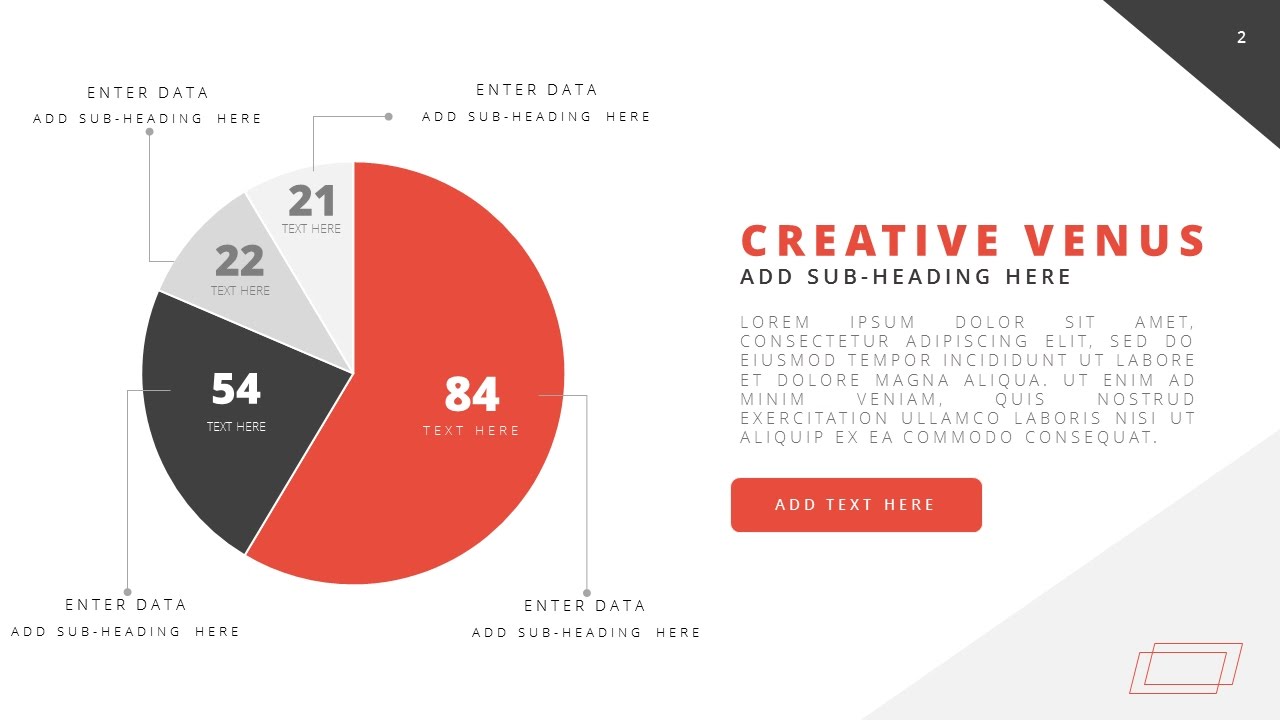 2
ENTER DATA
ADD SUB-HEADING HERE
ENTER DATA
ADD SUB-HEADING HERE
21
TEXT HERE
22
TEXT HERE
54
TEXT HERE
84
TEXT HERE
ENTER DATA
ADD SUB-HEADING HERE
ENTER DATA
ADD SUB-HEADING HERE
CREATIVE VENUS
ADD SUB-HEADING HERE
LOREM IPSUM DOLOR SIT AMET,
CONSECTETUR ADIPISCING ELIT, SED DO
EIUSMOD TEMPOR INCIDIDUNT UT LABORE
ET DOLORE MAGNA ALIQUA. UT ENIM AD
MINIM VENIAM, QUIS NOSTRUD
EXERCITATION ULLAMCO LABORIS NISI UT
ALIQUIP EX EA COMMODO CONSEQUAT.
ADD TEXT HERE